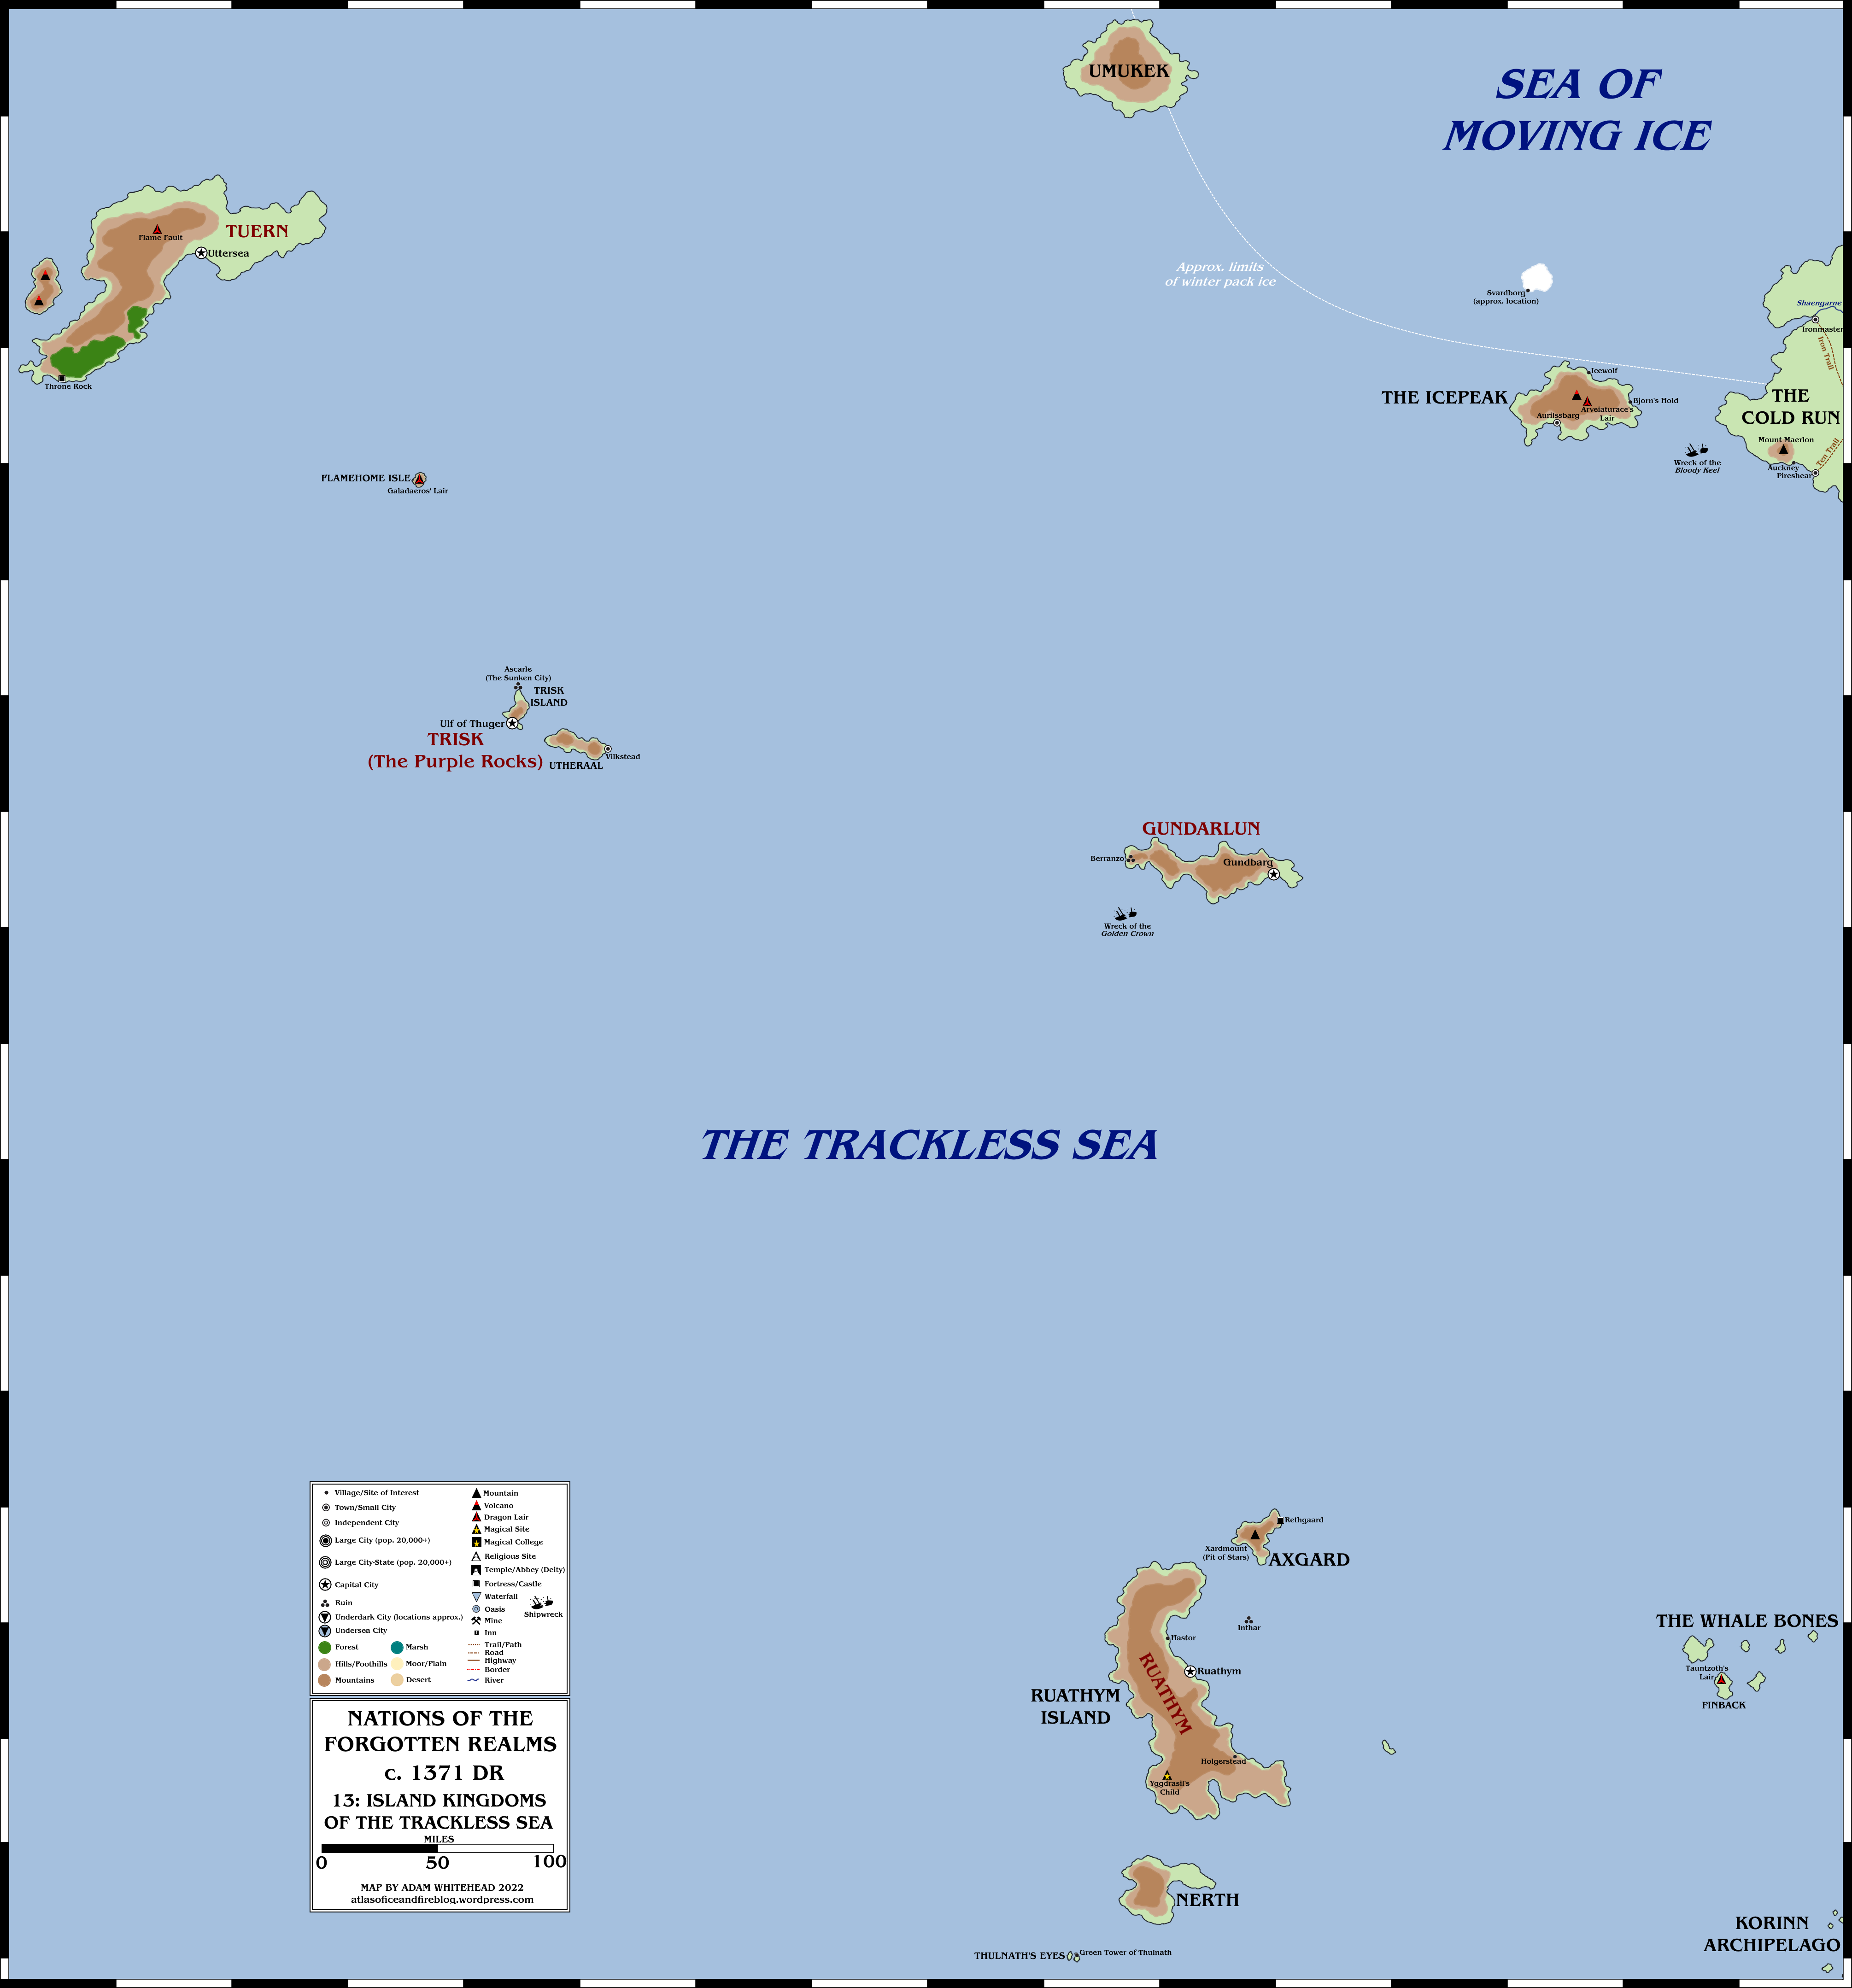 UMUKEK
SEA OF
MOVING ICE
TUERN
Flame Fault
Uttersea
Throne Rock
Approx. limits
of winter pack ice
Svardborg
(approx. location)
Shaengarne
Ironmaster
Iron Trail
THE ICEPEAK
Icewolf
Bjorn's Hold
Arveiaturace's
Lair
Aurilssbarg
THE
COLD RUN
Mount Maerlon
Ten Trail
Auckney
Fireshear
Wreck of the
Bloody Keel
FLAMEHOME ISLE
Galadaeros' Lair
Ascarle
(The Sunken City)
TRISK
ISLAND
Ulf of Thuger
TRISK
(The Purple Rocks)
UTHERAAL
Vilkstead
GUNDARLUN
Berranzo
Gundbarg
Wreck of the
Golden Crown
THE TRACKLESS SEA
Rethgaard
Xardmount
(Pit of Stars)
AXGARD
Inthar
Hastor
Ruathym
RUATHYM
RUATHYM
ISLAND
Holgerstead
Yggdrasil's
Child
THE WHALE BONES
Tauntzoth's
Lair
FINBACK
NERTH
THULNATH'S EYES
Green Tower of Thulnath
KORINN
ARCHIPELAGO
Village/Site of Interest
Town/Small City
Independent City
Large City (pop. 20,000+)
Large City-State (pop. 20,000+)
Capital City
Ruin
Underdark City (locations approx.)
Undersea City
Forest
Hills/Foothills
Mountains
Marsh
Moor/Plain
Desert
Mountain
Volcano
Dragon Lair
Magical Site
Magical College
Religious Site
Temple/Abbey (Deity)
Fortress/Castle
Waterfall
Oasis
Mine
Inn
Shipwreck
Trail/Path
Road
Highway
Border
River
NATIONS OF THE
FORGOTTEN REALMS
c. 1371 DR
13: ISLAND KINGDOMS
OF THE TRACKLESS SEA
MILES
0 50 100
MAP BY ADAM WHITEHEAD 2022
atlasoficeandfireblog.wordpress.com